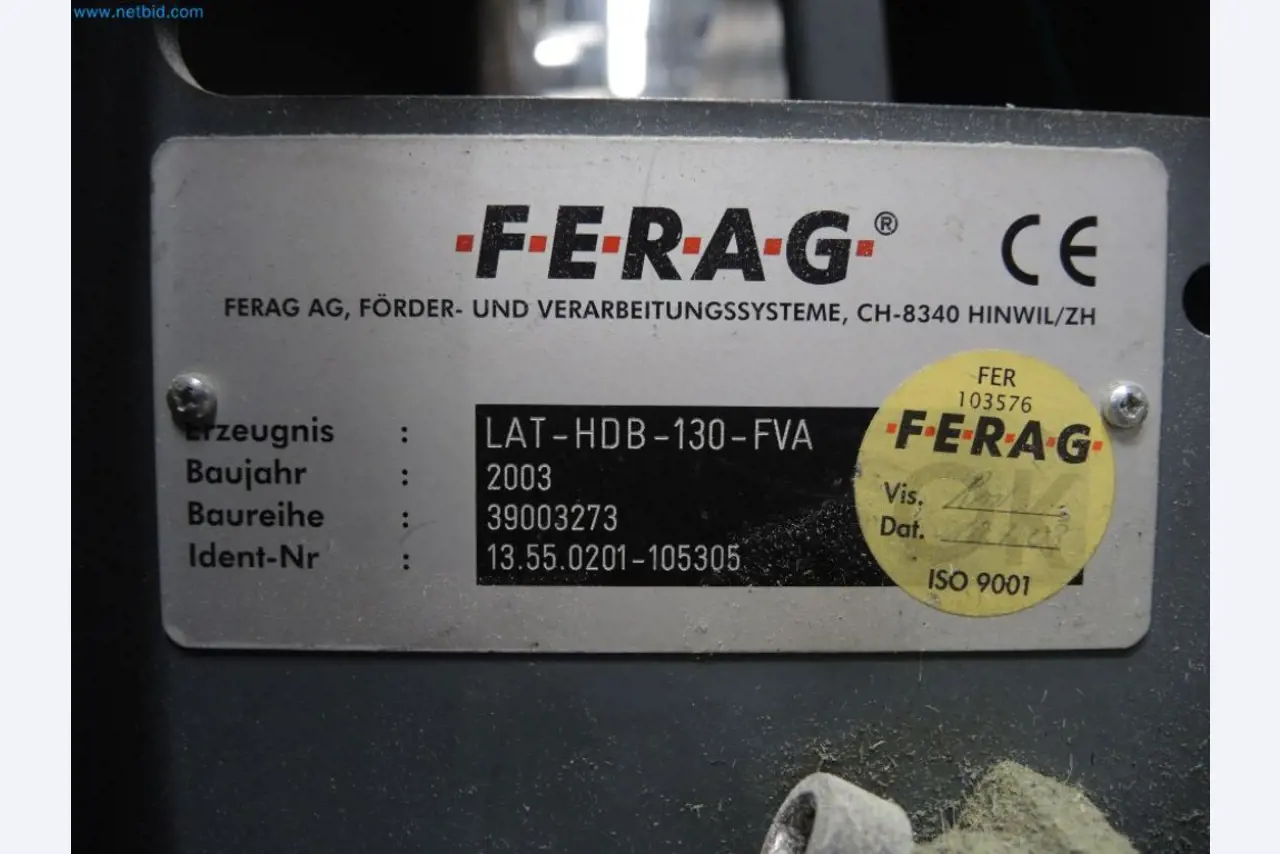 www.netbid.com
·F·E·R·A·G·®
CE
FERAG AG, FÖRDER- UND VERARBEITUNGSSYSTEME, CH-8340 HINWIL/ZH
Erzeugnis : LAT-HDB-130-FVA
Baujahr : 2003
Baureihe : 39003273
Ident-Nr : 13.55.0201-105305
FER
103576
·F·E·R·A·G·
OK
Vis.
Dat.
ISO 9001